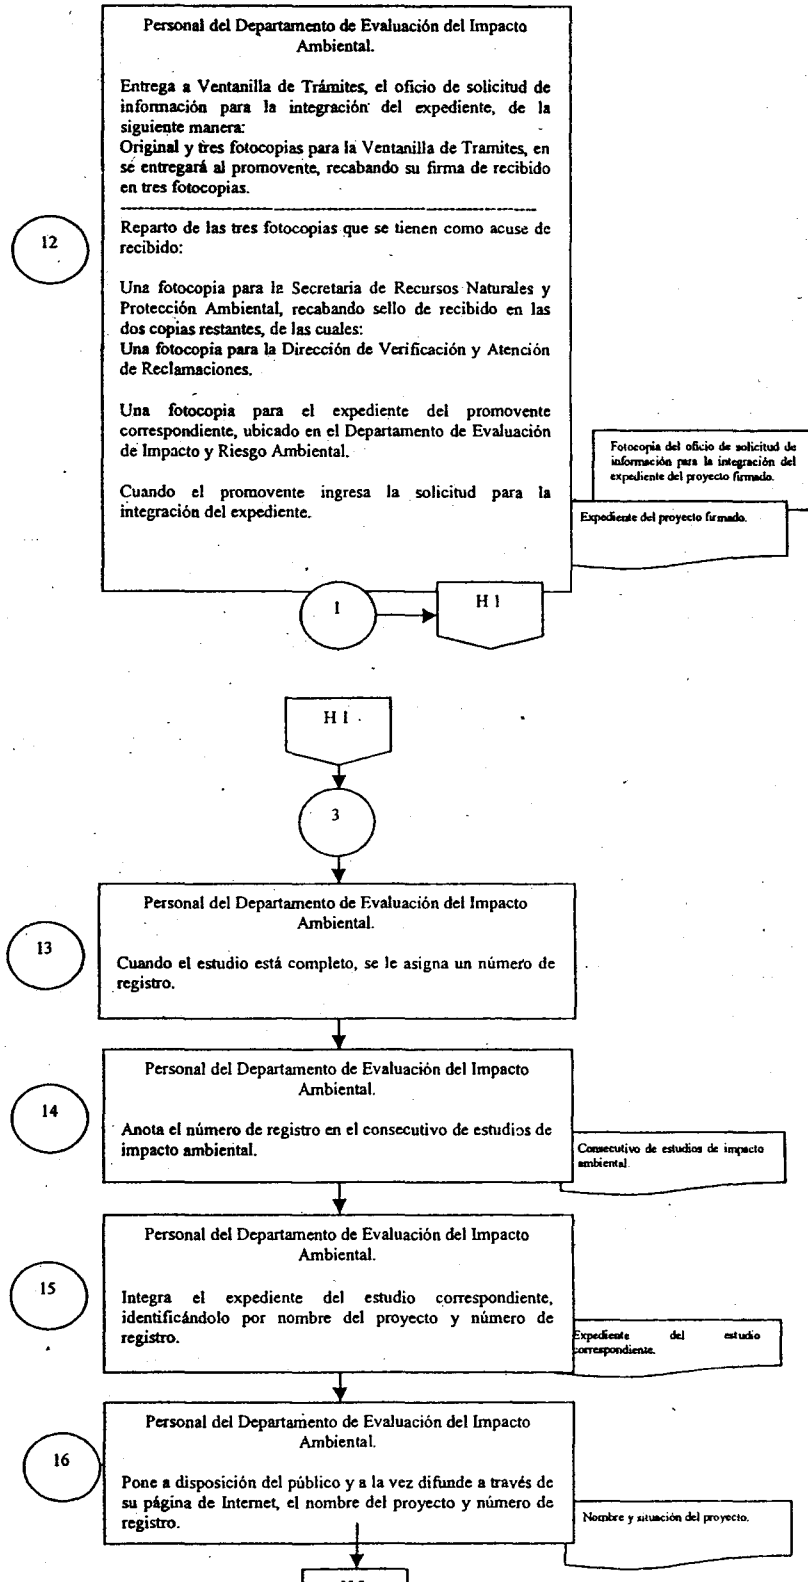 Personal del Departamento de Evaluación del Impacto
Ambiental.
Entrega a Ventanilla de Trámites, el oficio de solicitud de
información para la integración del expediente, de la
siguiente manera:
Original y tres fotocopias para la Ventanilla de Tramites, en
se entregará al promovente, recabando su firma de recibido
en tres fotocopias.
12
Reparto de las tres fotocopias que se tienen como acuse de
recibido:
Una fotocopia para la Secretaria de Recursos Naturales y
Protección Ambiental, recabando sello de recibido en las
dos copias restantes, de las cuales:
Una fotocopia para la Dirección de Verificación y Atención
de Reclamaciones.
Una fotocopia para el expediente del promovente
correspondiente, ubicado en el Departamento de Evaluación
de Impacto y Riesgo Ambiental.
Cuando el promovente ingresa la solicitud para la
integración del expediente.
Fotocopia del oficio de solicitud de
información para la integración del
expediente del proyecto firmado.
Expediente del proyecto firmado.
1
H 1
H 1
3
13
Personal del Departamento de Evaluación del Impacto
Ambiental.
Cuando el estudio está completo, se le asigna un número de
registro.
14
Personal del Departamento de Evaluación del Impacto
Ambiental.
Anota el número de registro en el consecutivo de estudios de
impacto ambiental.
Consecutivo de estudios de impacto
ambiental.
15
Personal del Departamento de Evaluación del Impacto
Ambiental.
Integra el expediente del estudio correspondiente,
identificándolo por nombre del proyecto y número de
registro.
Expediente del estudio
correspondiente.
16
Personal del Departamento de Evaluación del Impacto
Ambiental.
Pone a disposición del público y a la vez difunde a través de
su página de Internet, el nombre del proyecto y número de
registro.
Nombre y situación del proyecto.